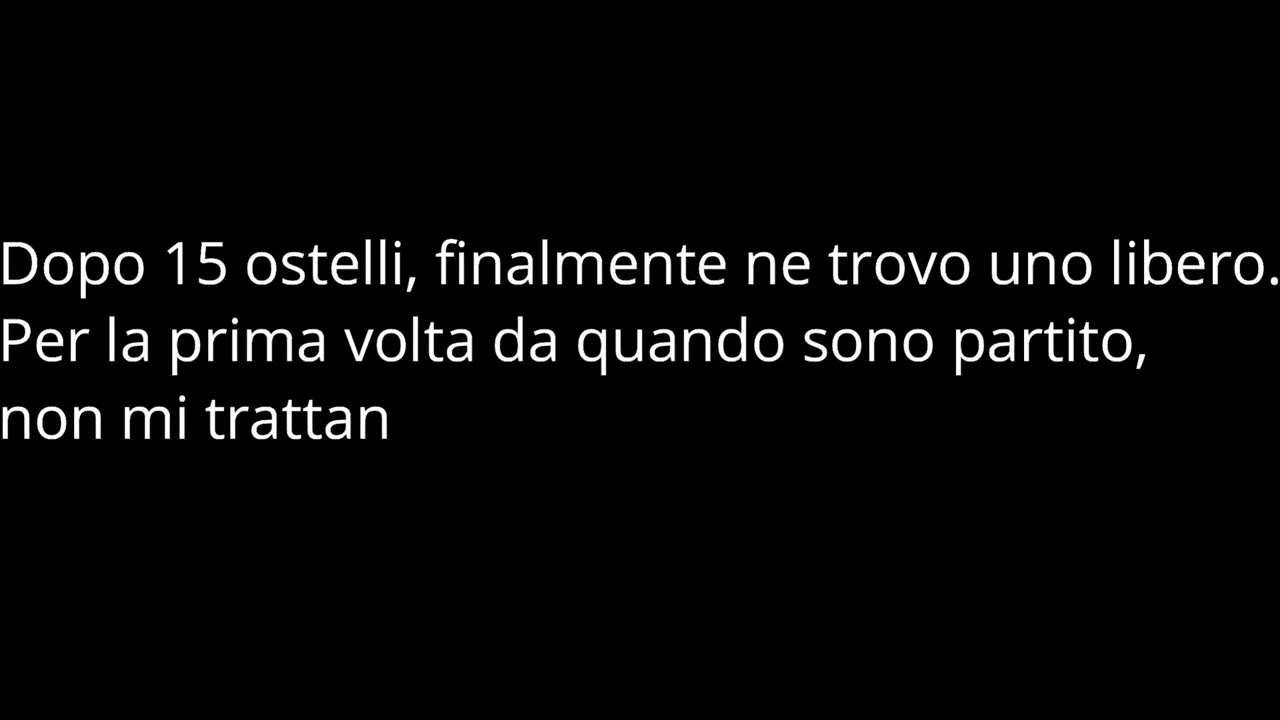 Dopo 15 ostelli, finalmente ne trovo uno libero.
Per la prima volta da quando sono partito,
non mi trattan